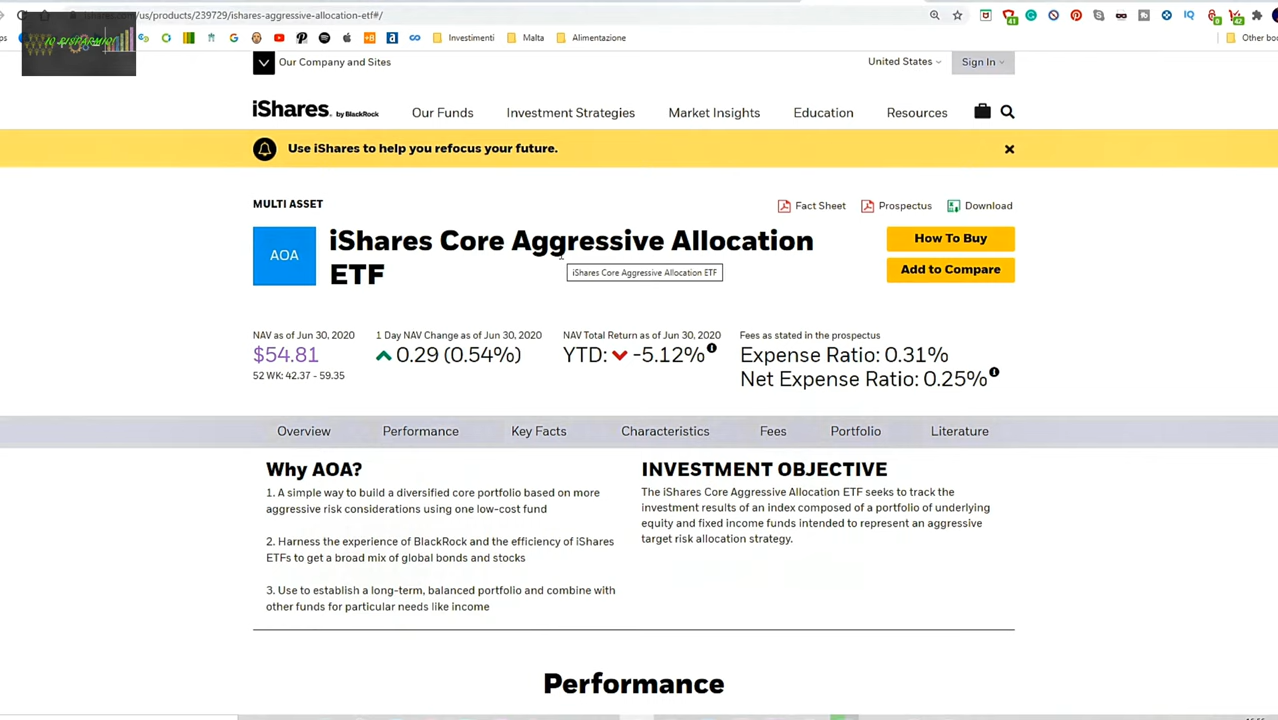 ishares.com/us/products/239729/ishares-aggressive-allocation-etf#/
41
42
Investimenti
Malta
Alimentazione
Other boo
IO RISPARMIO!
Our Company and Sites
United States
Sign In
iShares. by BlackRock
Our Funds
Investment Strategies
Market Insights
Education
Resources
Use iShares to help you refocus your future.
MULTI ASSET
Fact Sheet
Prospectus
Download
AOA
iShares Core Aggressive Allocation
ETF
iShares Core Aggressive Allocation ETF
How To Buy
Add to Compare
NAV as of Jun 30, 2020
$54.81
52 WK: 42.37 - 59.35
1 Day NAV Change as of Jun 30, 2020
0.29 (0.54%)
NAV Total Return as of Jun 30, 2020
YTD: -5.12%
Fees as stated in the prospectus
Expense Ratio: 0.31%
Net Expense Ratio: 0.25%
Overview
Performance
Key Facts
Characteristics
Fees
Portfolio
Literature
Why AOA?
1. A simple way to build a diversified core portfolio based on more
aggressive risk considerations using one low-cost fund
2. Harness the experience of BlackRock and the efficiency of iShares
ETFs to get a broad mix of global bonds and stocks
3. Use to establish a long-term, balanced portfolio and combine with
other funds for particular needs like income
INVESTMENT OBJECTIVE
The iShares Core Aggressive Allocation ETF seeks to track the
investment results of an index composed of a portfolio of underlying
equity and fixed income funds intended to represent an aggressive
target risk allocation strategy.
Performance